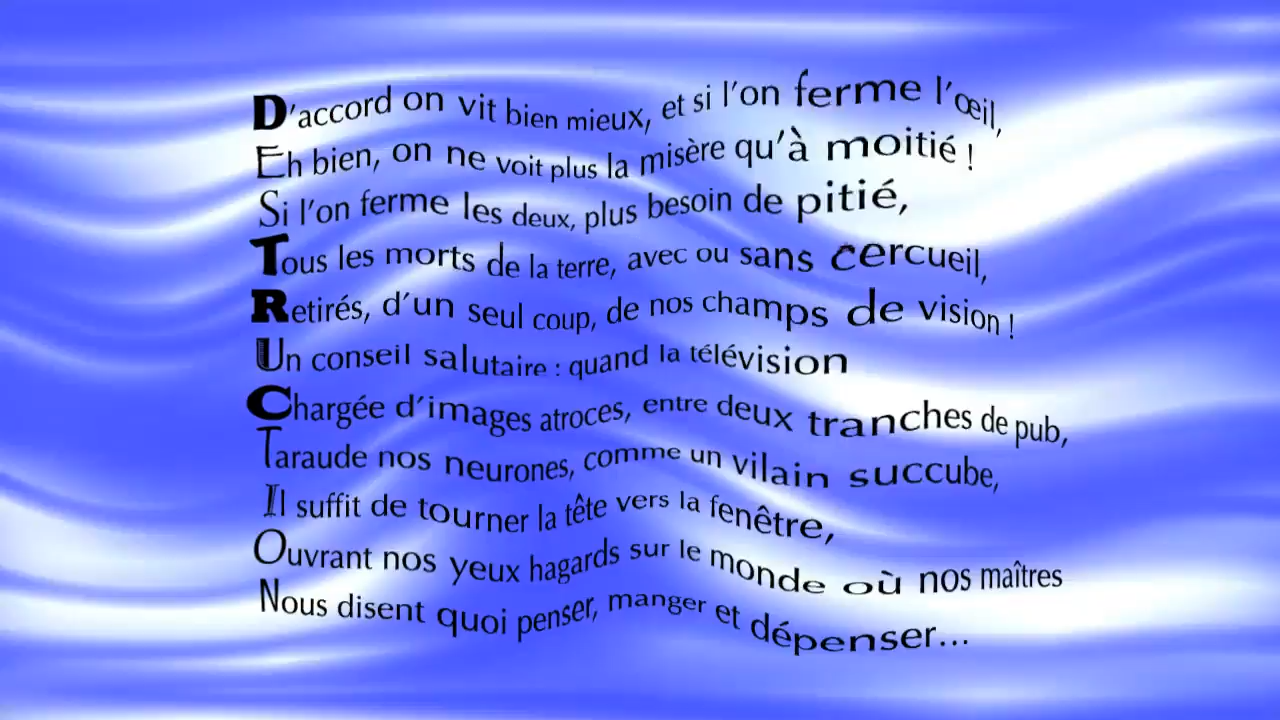 D'accord on vit bien mieux, et si l'on ferme l'œil,
Eh bien, on ne voit plus la misère qu'à moitié !
Si l'on ferme les deux, plus besoin de pitié,
Tous les morts de la terre, avec ou sans cercueil,
Retirés, d'un seul coup, de nos champs de vision !
Un conseil salutaire : quand la télévision
Chargée d'images atroces, entre deux tranches de pub,
Taraude nos neurones, comme un vilain succube,
Il suffit de tourner la tête vers la fenêtre,
Ouvrant nos yeux hagards sur le monde où nos maîtres
Nous disent quoi penser, manger et dépenser...